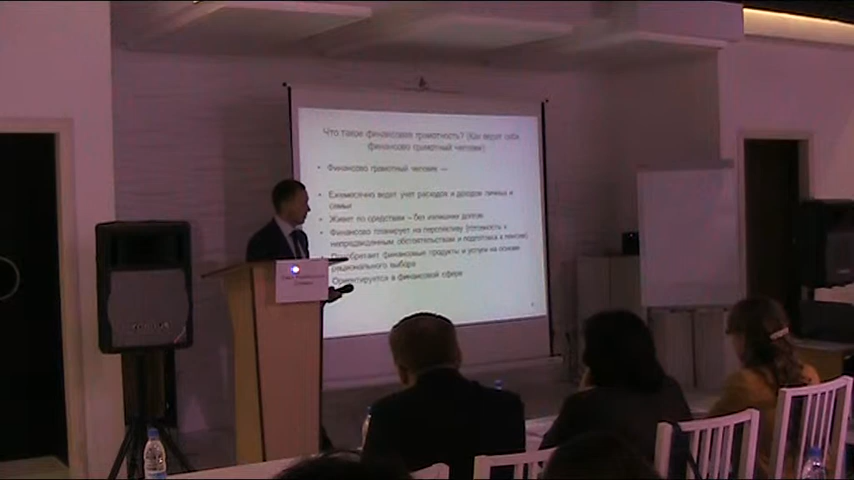 Что такое финансовая грамотность? (Как ведет себя
финансово грамотный человек)
• Финансово грамотный человек —
• Ежемесячно ведет учет расходов и доходов личных и
семьи
• Живет по средствам – без излишних долгов
• Финансово планирует на перспективу (готовность к
непредвиденным обстоятельствам и подготовка к пенсии)
• Приобретает финансовые продукты и услуги на основе
рационального выбора
Ориентируется в финансовой сфере